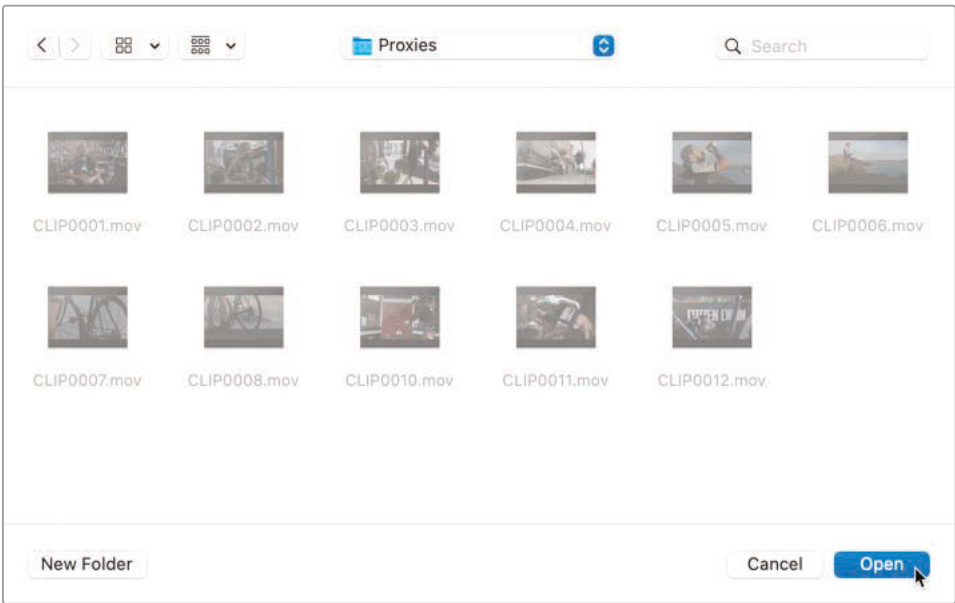 Proxies
Search
CLIP0001.mov CLIP0002.mov CLIP0003.mov CLIP0004.mov CLIP0005.mov CLIP0006.mov
CLIP0007.mov CLIP0008.mov CLIP0010.mov CLIP0011.mov CLIP0012.mov
New Folder Cancel Open